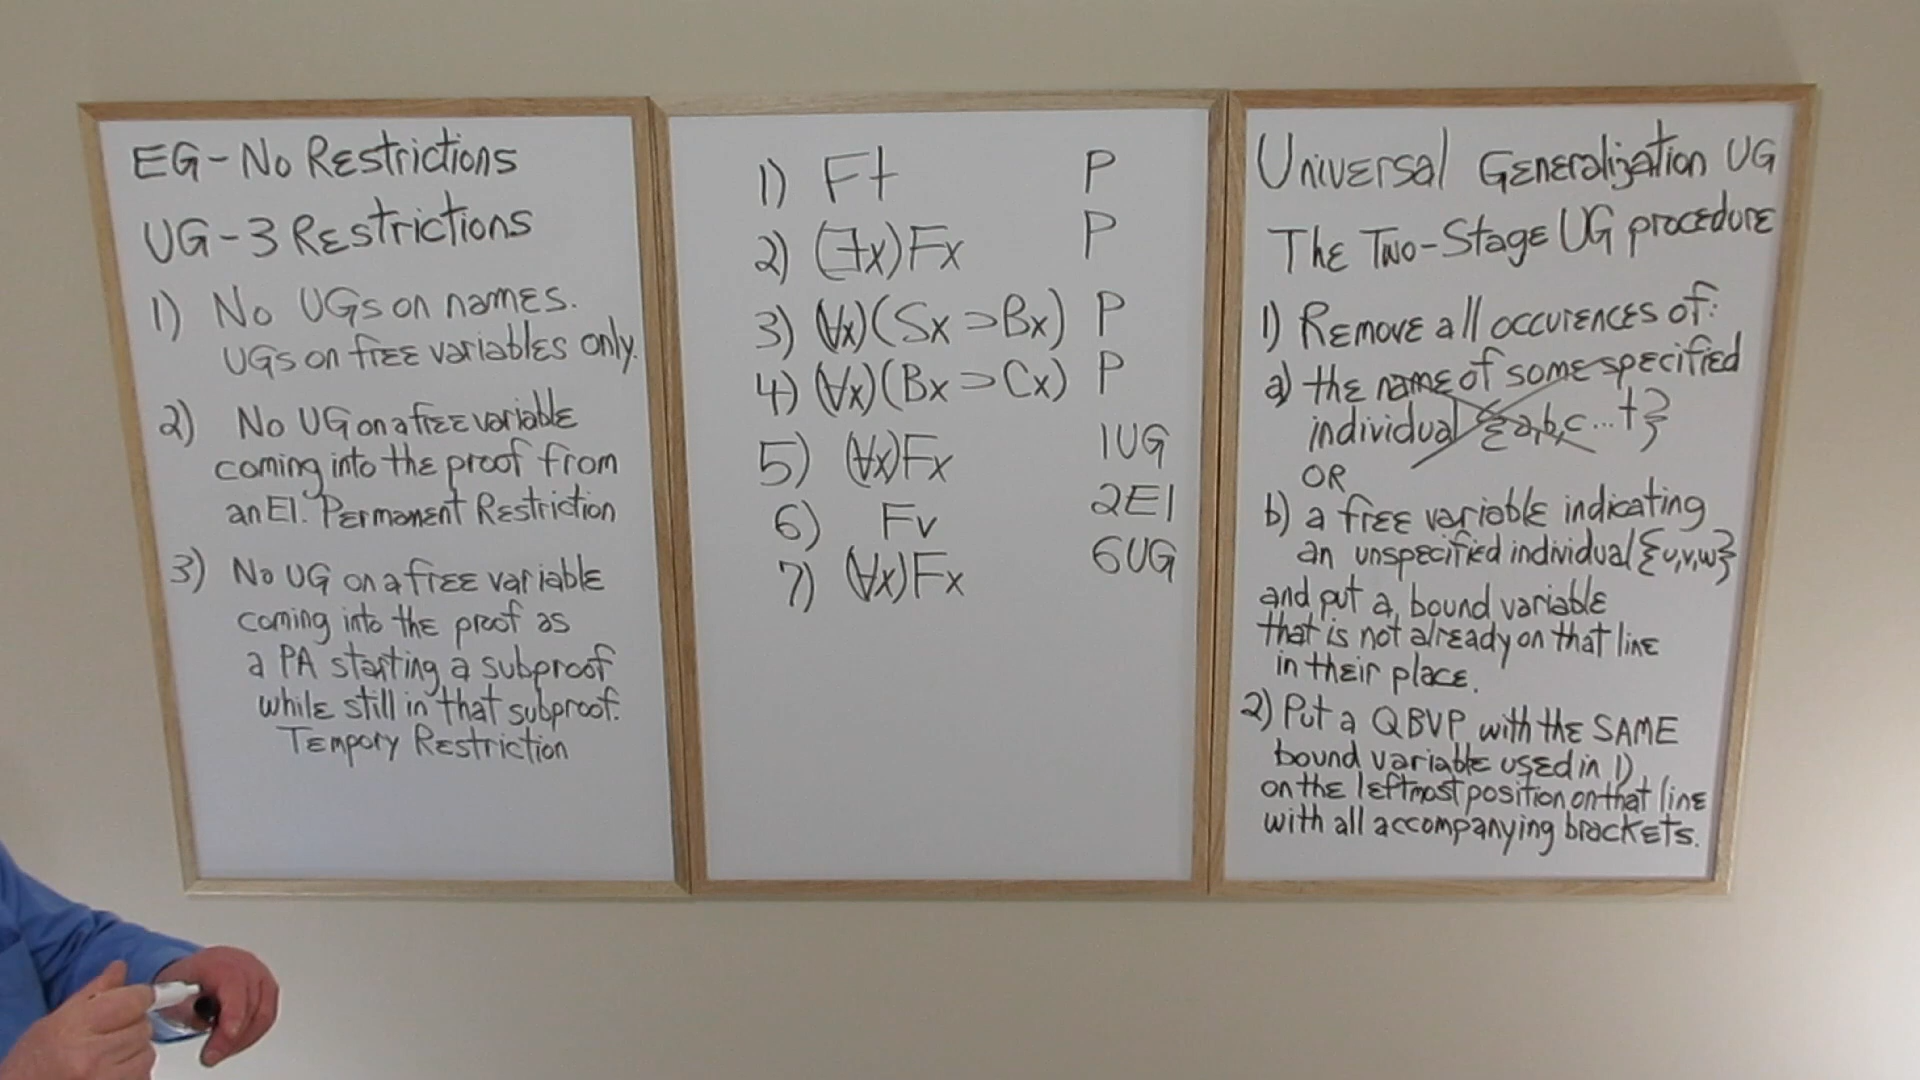 EG-No Restrictions
UG-3 Restrictions
1) No UGs on names.
UGs on free variables only.
2) No UG on a free variable
coming into the proof from
an EI. Permanent Restriction
3) No UG on a free variable
coming into the proof as
a PA starting a subproof
while still in that subproof.
Tempory Restriction
1) Ft P
2) (∃x)Fx P
3) (∀x)(Sx⊃Bx) P
4) (∀x)(Bx⊃Cx) P
5) (∀x)Fx 1UG
6) Fv 2EI
7) (∀x)Fx 6UG
Universal Generalization UG
The Two-Stage UG procedure
1) Remove all occurences of:
a) the name of some specified
individual {a,b,c...t}
OR
b) a free variable indicating
an unspecified individual {u,v,w}
and put a bound variable
that is not already on that line
in their place.
2) Put a QBVP with the SAME
bound variable used in 1)
on the leftmost position on that line
with all accompanying brackets.